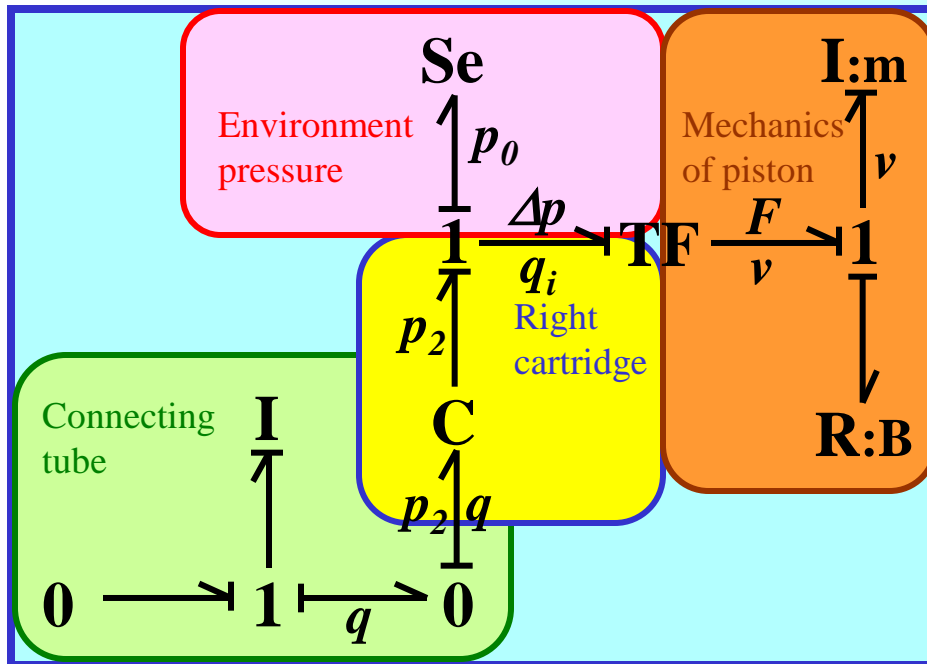 Se
I:m
Environment
pressure
p₀
Mechanics
of piston
v
Δp
F
1
TF
1
qᵢ
v
p₂
Right
cartridge
Connecting
tube
I
C
R:B
p₂
q
0
1
q
0